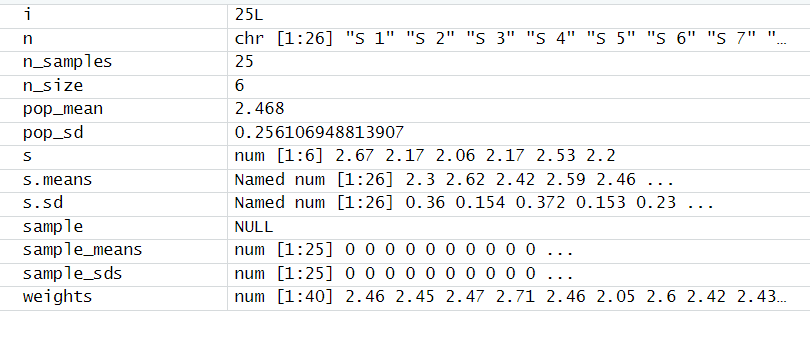 i 25L
n chr [1:26] "S 1" "S 2" "S 3" "S 4" "S 5" "S 6" "S 7" "…
n_samples 25
n_size 6
pop_mean 2.468
pop_sd 0.256106948813907
s num [1:6] 2.67 2.17 2.06 2.17 2.53 2.2
s.means Named num [1:26] 2.3 2.62 2.42 2.59 2.46 ...
s.sd Named num [1:26] 0.36 0.154 0.372 0.153 0.23 ...
sample NULL
sample_means num [1:25] 0 0 0 0 0 0 0 0 0 0 ...
sample_sds num [1:25] 0 0 0 0 0 0 0 0 0 0 ...
weights num [1:40] 2.46 2.45 2.47 2.71 2.46 2.05 2.6 2.42 2.43…